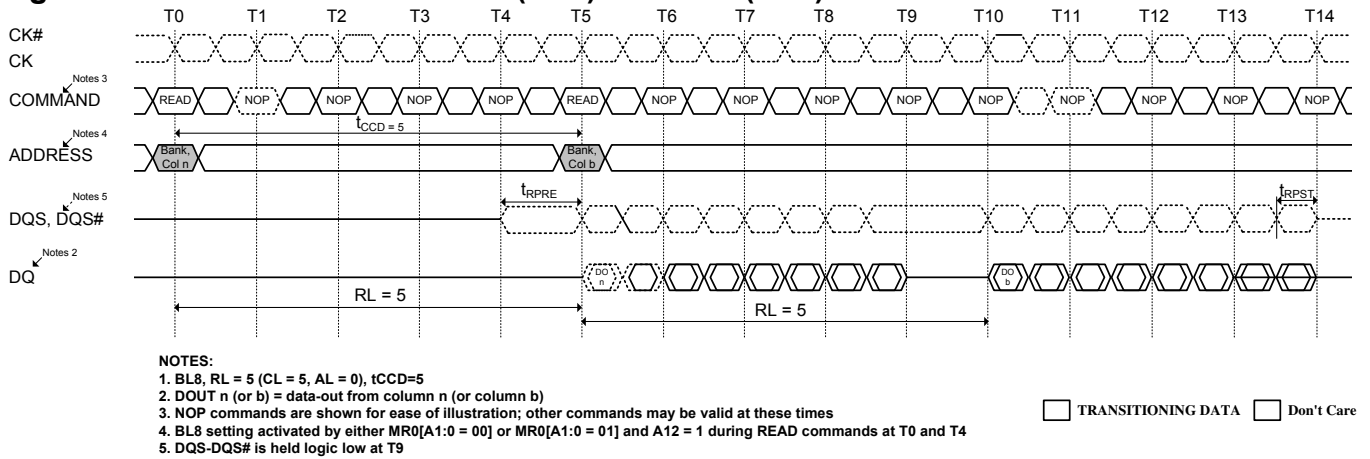 T0 T1 T2 T3 T4 T5 T6 T7 T8 T9 T10 T11 T12 T13 T14
CK#
CK
Notes 3
COMMAND READ NOP NOP NOP NOP READ NOP NOP NOP NOP NOP NOP NOP NOP
tCCD = 5
Notes 4
ADDRESS
Bank, Col n
Bank, Col b
Notes 5
DQS, DQS#
tRPRE
tRPST
Notes 2
DQ
DO n
DO b
RL = 5
RL = 5
NOTES:
1. BL8, RL = 5 (CL = 5, AL = 0), tCCD=5
2. DOUT n (or b) = data-out from column n (or column b)
3. NOP commands are shown for ease of illustration; other commands may be valid at these times
4. BL8 setting activated by either MR0[A1:0 = 00] or MR0[A1:0 = 01] and A12 = 1 during READ commands at T0 and T4
5. DQS-DQS# is held logic low at T9
TRANSITIONING DATA
Don't Care